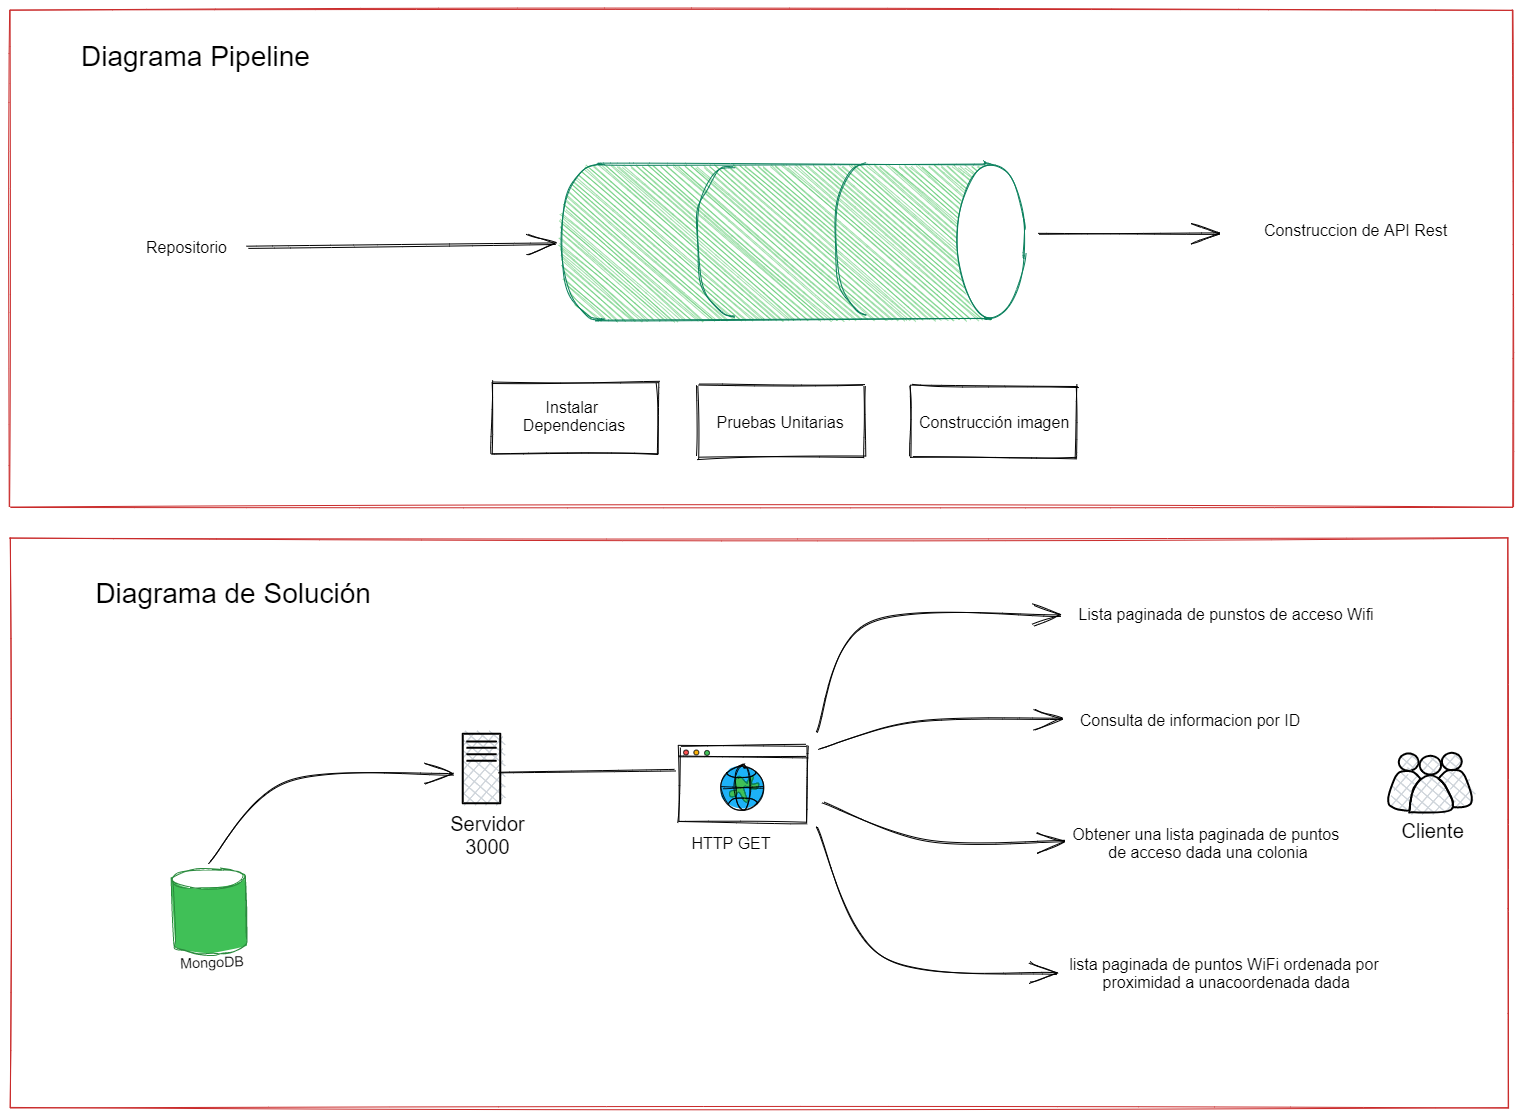 Diagrama Pipeline
Repositorio
Construccion de API Rest
Instalar
Dependencias
Pruebas Unitarias
Construcción imagen
Diagrama de Solución
Lista paginada de punstos de acceso Wifi
Consulta de informacion por ID
Servidor
3000
HTTP GET
Obtener una lista paginada de puntos
de acceso dada una colonia
Cliente
MongoDB
lista paginada de puntos WiFi ordenada por
proximidad a unacoordenada dada